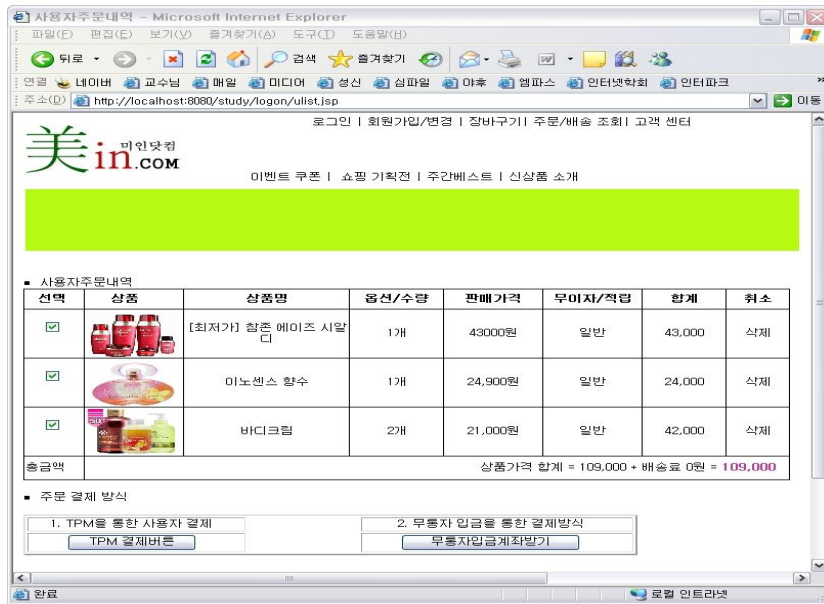 사용자주문내역 - Microsoft Internet Explorer
파일(F) 편집(E) 보기(V) 즐겨찾기(A) 도구(T) 도움말(H)
뒤로 검색 즐겨찾기
연결 네이버 교수님 매일 미디어 성신 심파일 야후 엠파스 인터넷학회 인터파크 »
주소(D) http://localhost:8080/study/logon/ulist.jsp 이동
로그인 | 회원가입/변경 | 장바구기| 주문/배송 조회| 고객 센터
美in.COM 미인닷컴
이벤트 쿠폰 | 쇼핑 기획전 | 주간베스트 | 신상품 소개
사용자주문내역
선택 상품 상품명 옵션/수량 판매가격 무이자/적립 합계 취소
[최저가] 참존 에이즈 시알
디 1개 43000원 일반 43,000 삭제
이노센스 향수 1개 24,900원 일반 24,000 삭제
바디크림 2개 21,000원 일반 42,000 삭제
총금액 상품가격 합계 = 109,000 + 배송료 0원 = 109,000
주문 결제 방식
1. TPM을 통한 사용자 결제 2. 무통자 입금을 통한 결제방식
TPM 결제버튼 무통자입금계좌받기
완료 로컬 인트라넷